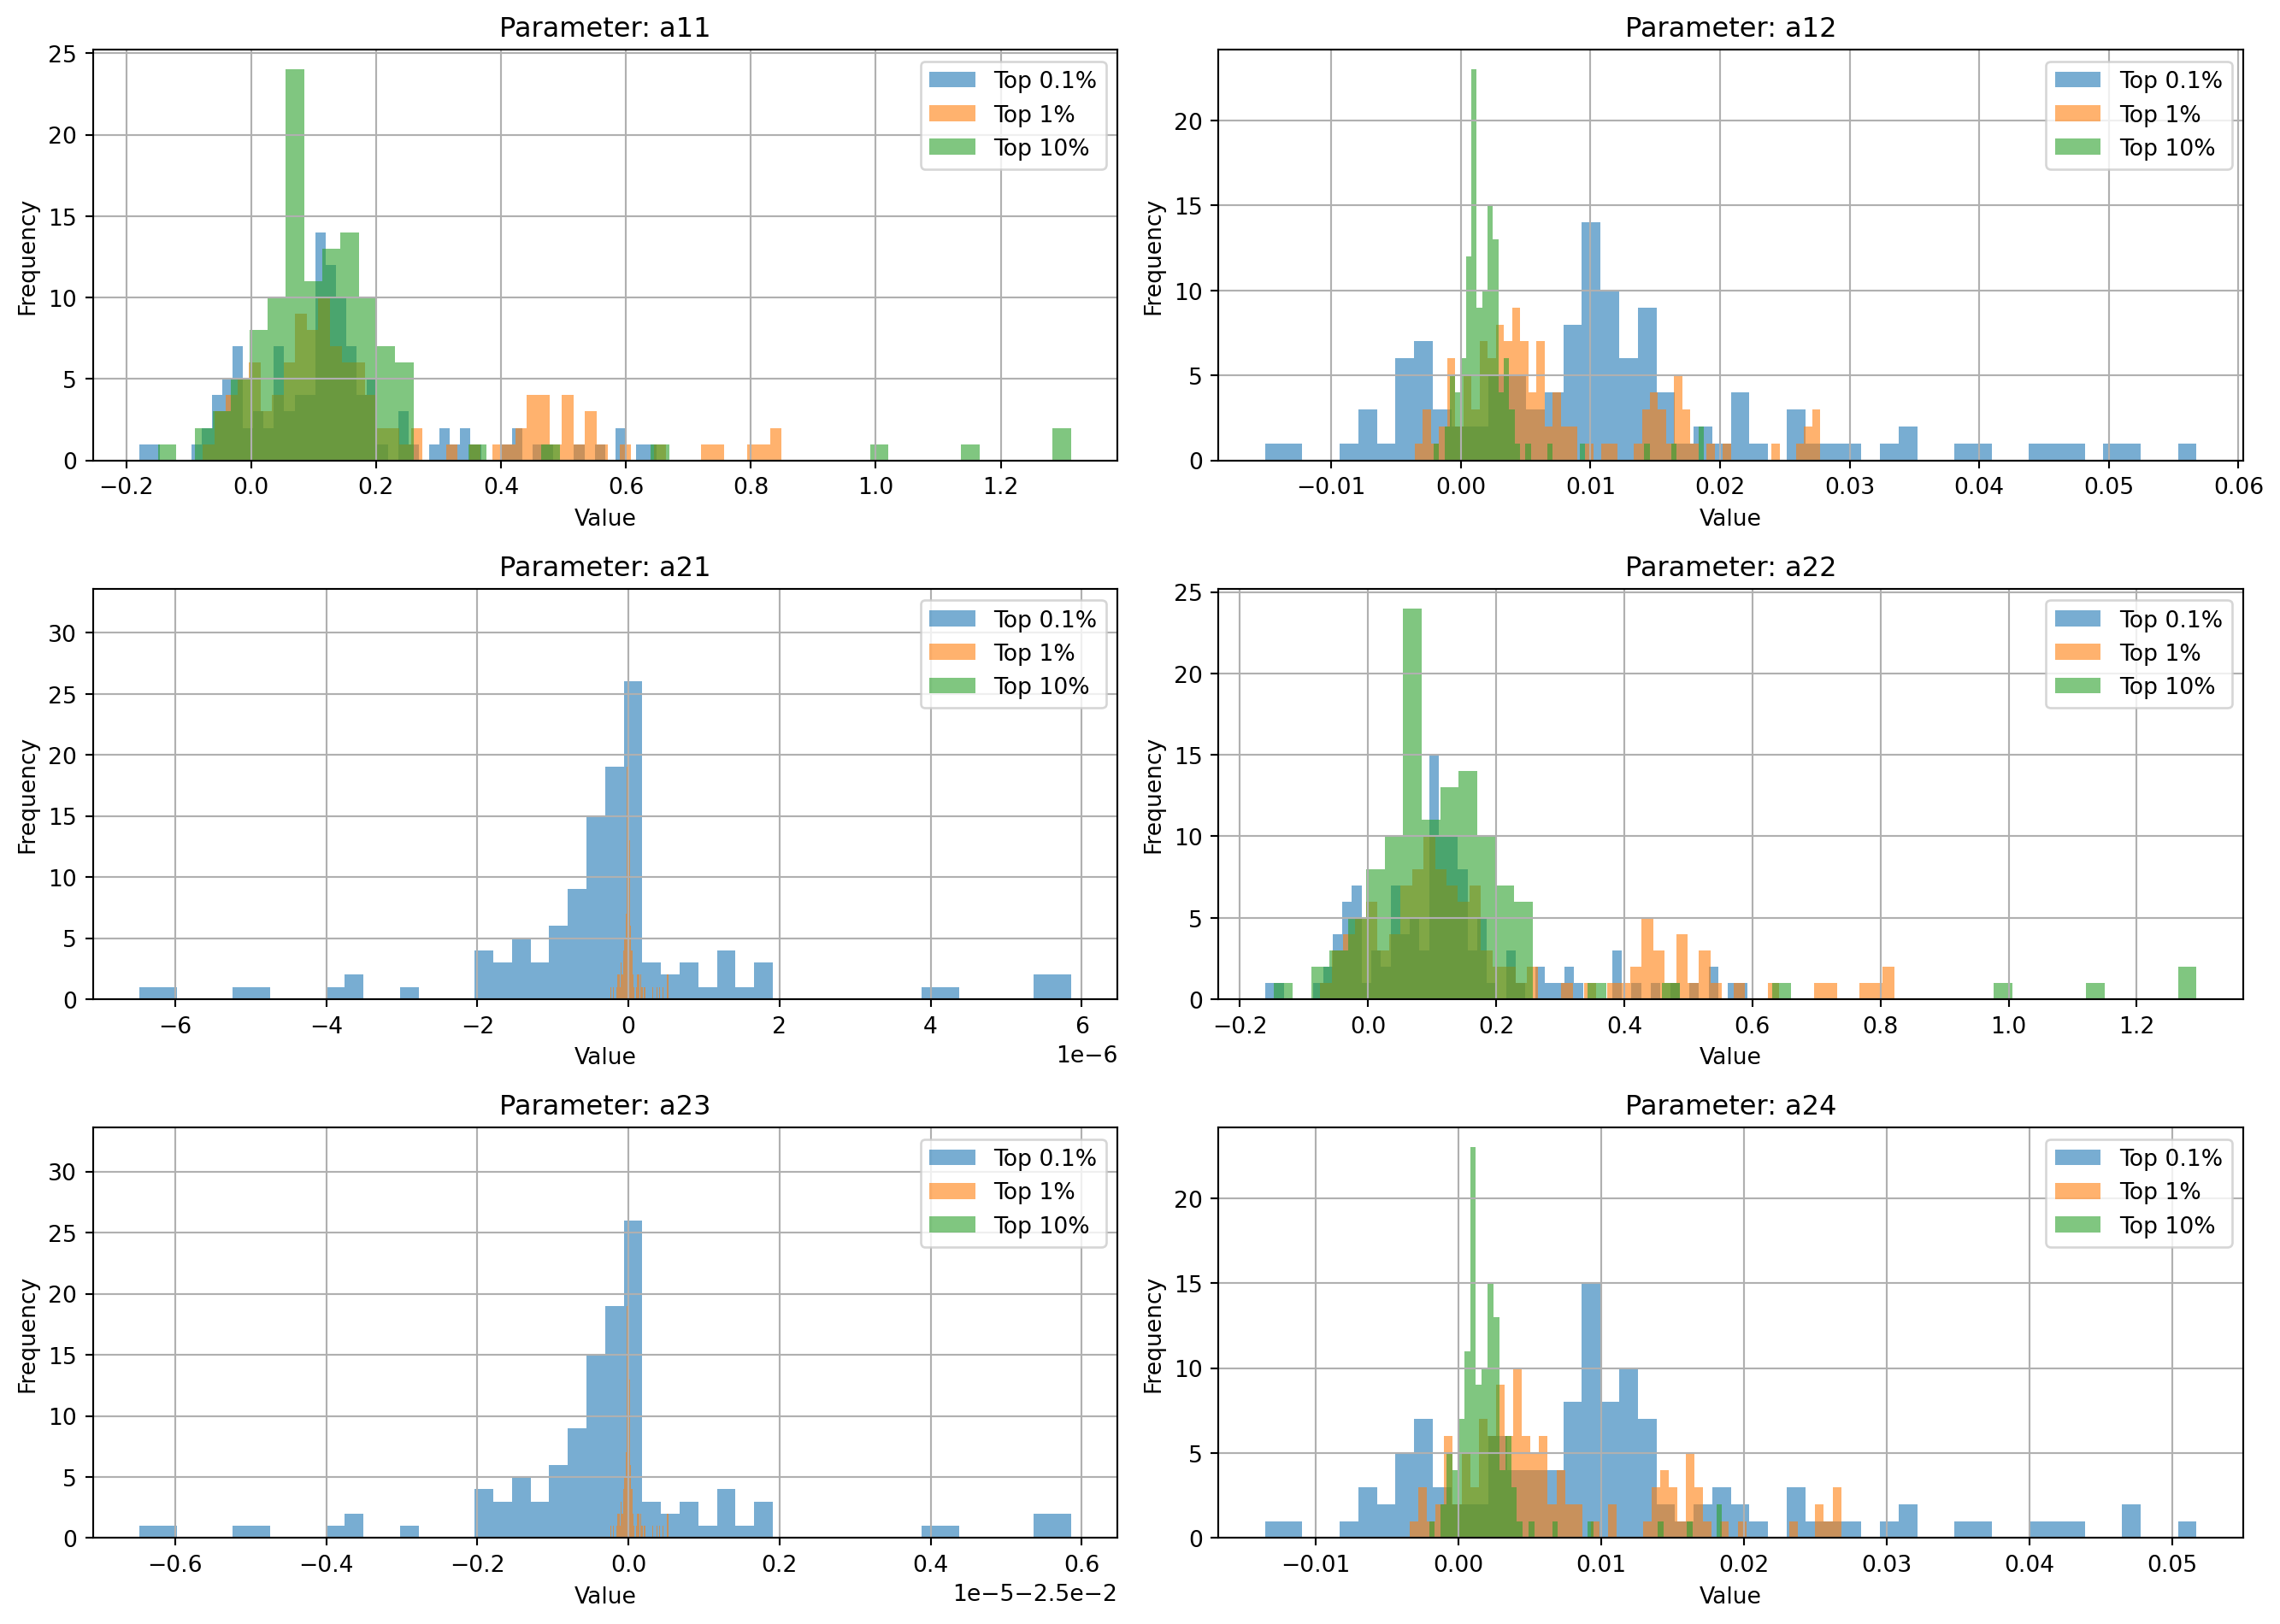 Parameter: a11
Frequency
25
20
15
10
5
0
Top 0.1%
Top 1%
Top 10%
−0.2 0.0 0.2 0.4 0.6 0.8 1.0 1.2
Value
Parameter: a12
Frequency
20
15
10
5
0
Top 0.1%
Top 1%
Top 10%
−0.01 0.00 0.01 0.02 0.03 0.04 0.05 0.06
Value
Parameter: a21
Frequency
30
25
20
15
10
5
0
Top 0.1%
Top 1%
Top 10%
−6 −4 −2 0 2 4 6
Value
1e−6
Parameter: a22
Frequency
25
20
15
10
5
0
Top 0.1%
Top 1%
Top 10%
−0.2 0.0 0.2 0.4 0.6 0.8 1.0 1.2
Value
Parameter: a23
Frequency
30
25
20
15
10
5
0
Top 0.1%
Top 1%
Top 10%
−0.6 −0.4 −0.2 0.0 0.2 0.4 0.6
Value
1e−5−2.5e−2
Parameter: a24
Frequency
20
15
10
5
0
Top 0.1%
Top 1%
Top 10%
−0.01 0.00 0.01 0.02 0.03 0.04 0.05
Value